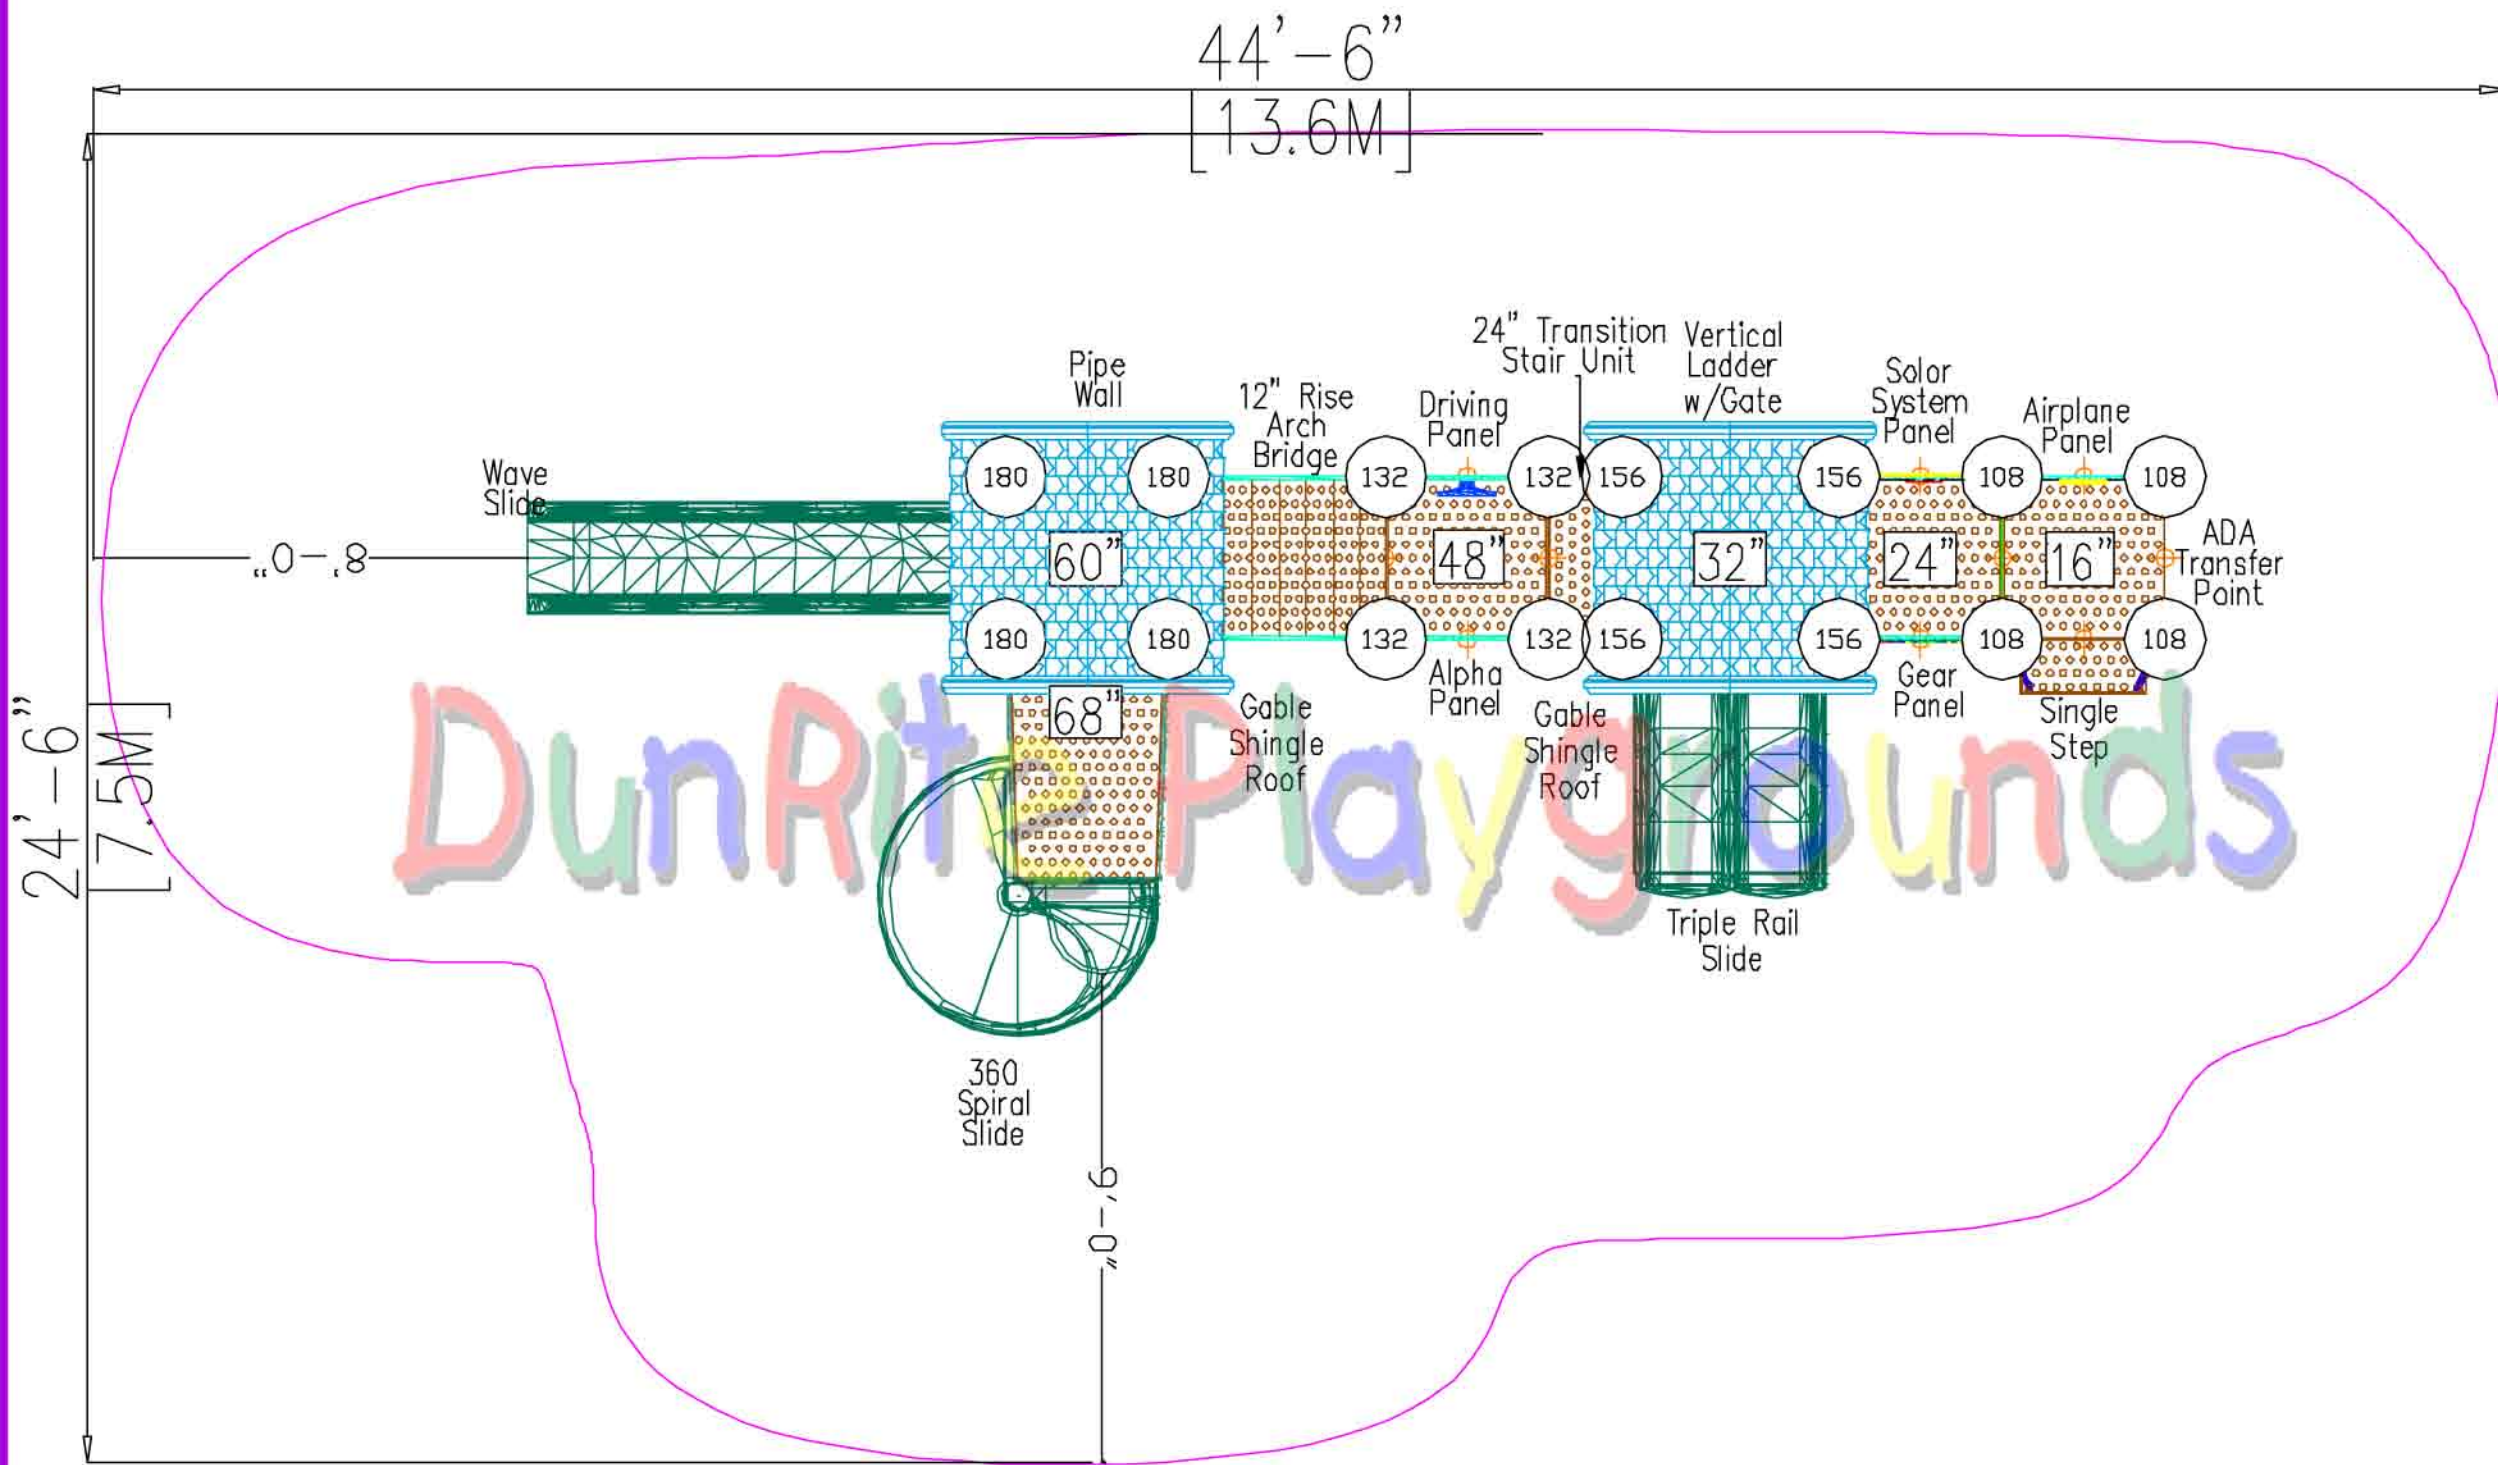 44'-6"
[13.6M]
24" Transition
Stair Unit
Vertical
Ladder
w/Gate
Pipe
Wall
12" Rise
Arch
Bridge
Driving
Panel
Solor
System
Panel
Airplane
Panel
Wave
Slide
180
180
132
132
156
156
108
108
8'-0"
60"
48"
32"
24"
16"
ADA
Transfer
Point
180
180
132
132
156
156
108
108
68"
Gable
Shingle
Roof
Alpha
Panel
Gable
Shingle
Roof
Gear
Panel
Single
Step
24'-6"
[7.5M]
DunRite Playgrounds
Triple Rail
Slide
360
Spiral
Slide
9'-0"